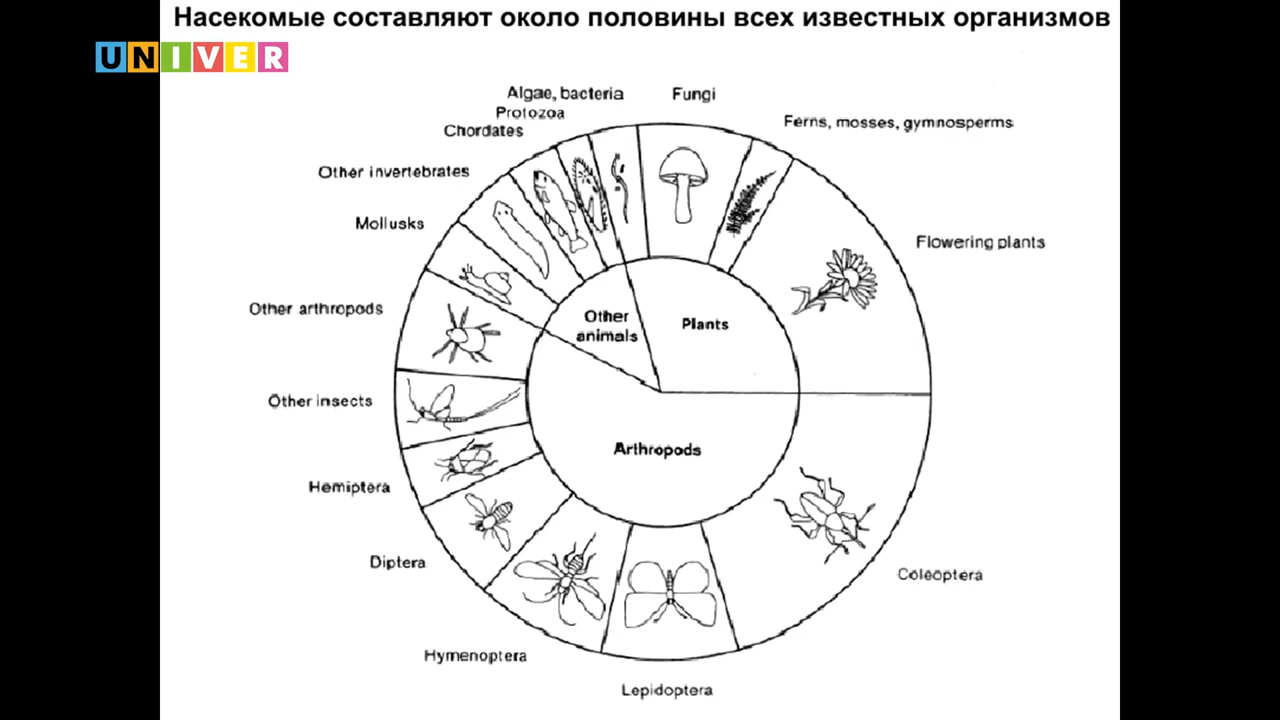 Насекомые составляют около половины всех известных организмов
UNIVER
Algae, bacteria
Fungi
Protozoa
Ferns, mosses, gymnosperms
Chordates
Other invertebrates
Mollusks
Flowering plants
Other arthropods
Other
animals
Plants
Other insects
Arthropods
Hemiptera
Diptera
Coleoptera
Hymenoptera
Lepidoptera